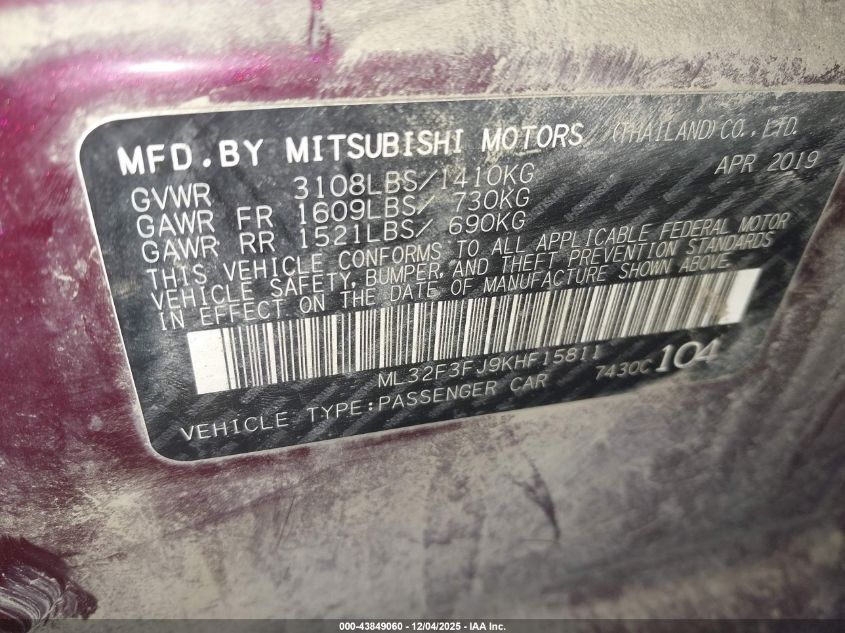 MFD.BY MITSUBISHI MOTORS (THAILAND) CO., LTD.
APR 2019
GVWR 3108LBS/1410KG
GAWR FR 1609LBS/ 730KG
GAWR RR 1521LBS/ 690KG
THIS VEHICLE CONFORMS TO ALL APPLICABLE FEDERAL MOTOR
VEHICLE SAFETY, BUMPER, AND THEFT PREVENTION STANDARDS
IN EFFECT ON THE DATE OF MANUFACTURE SHOWN ABOVE
ML32F3FJ9KHF15811
7430C 104
VEHICLE TYPE:PASSENGER CAR
000-43849060 - 12/04/2025 - IAA Inc.